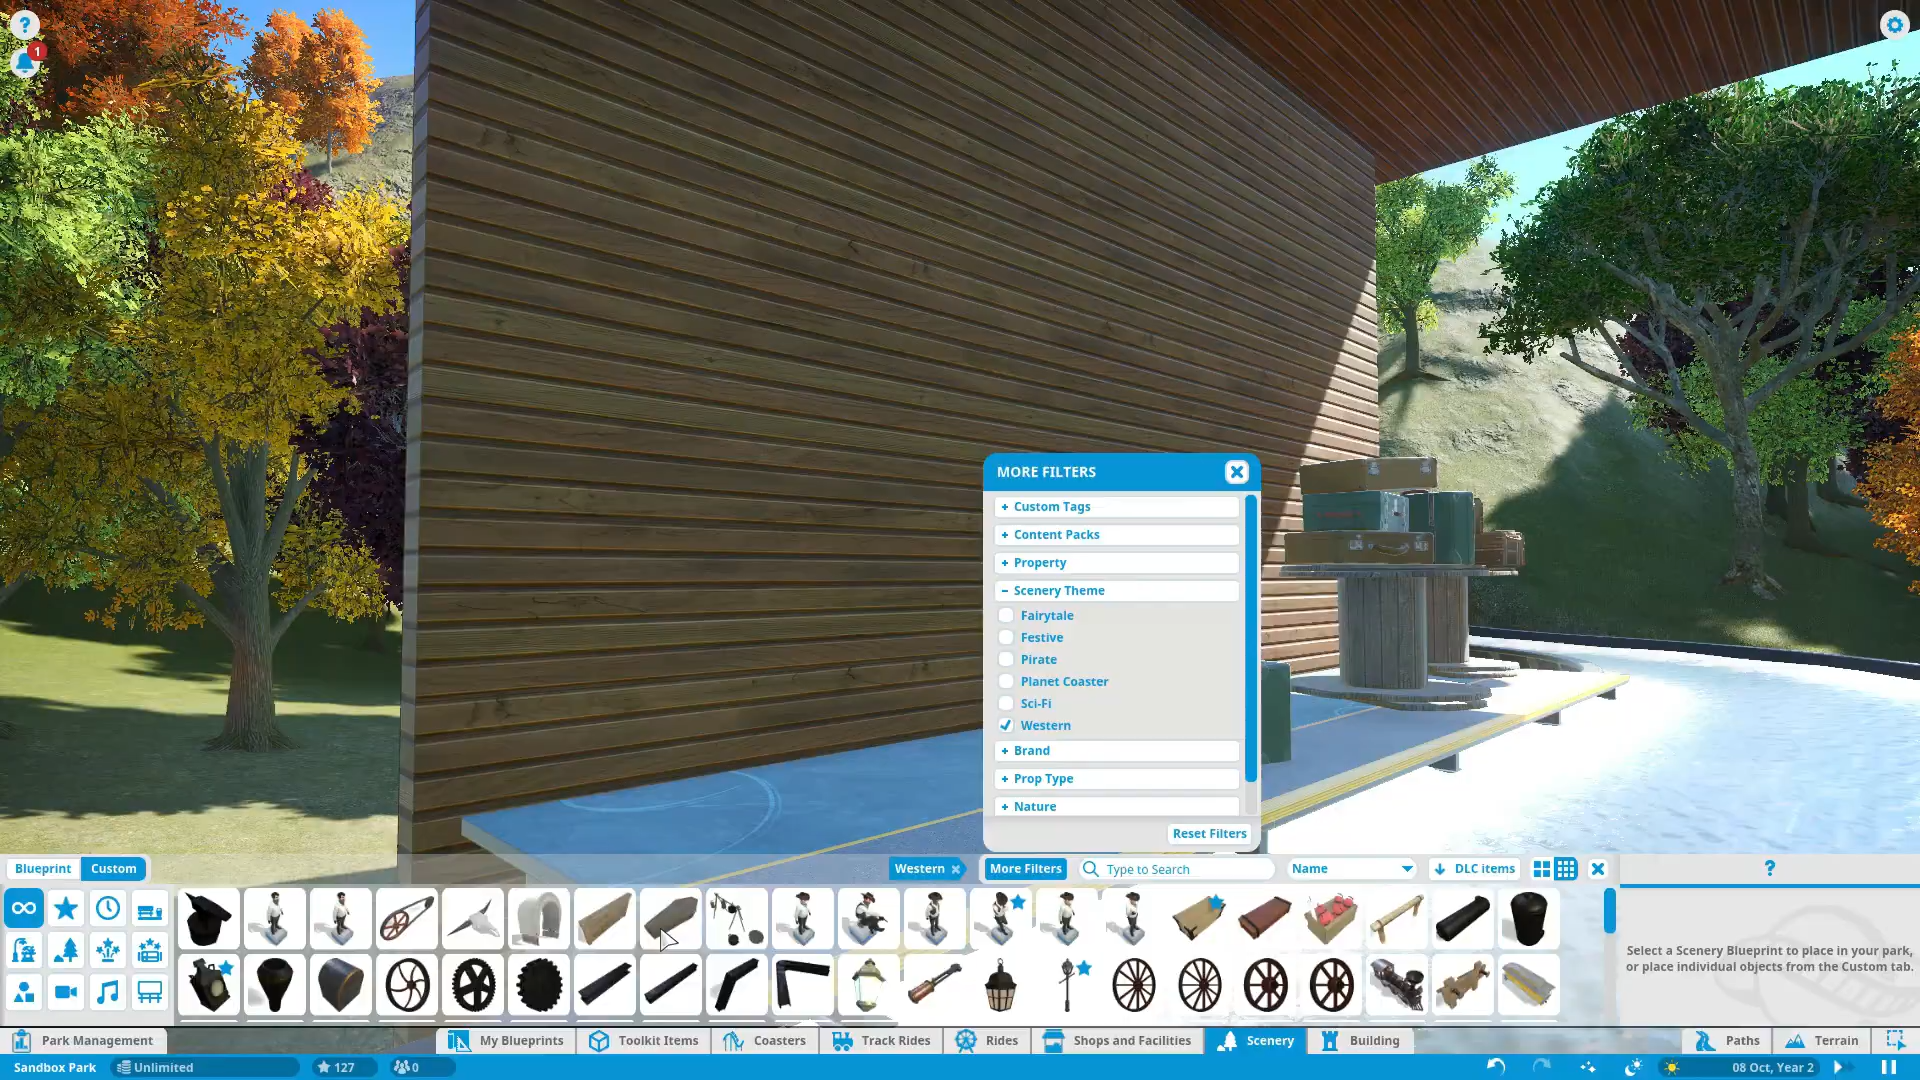 1
MORE FILTERS
+ Custom Tags
+ Content Packs
+ Property
− Scenery Theme
Fairytale
Festive
Pirate
Planet Coaster
Sci-Fi
Western
+ Brand
+ Prop Type
+ Nature
Reset Filters
Blueprint
Custom
Western
More Filters
Type to Search
Name
DLC items
Select a Scenery Blueprint to place in your park,
or place individual objects from the Custom tab.
Park Management
My Blueprints
Toolkit Items
Coasters
Track Rides
Rides
Shops and Facilities
Scenery
Building
Paths
Terrain
Sandbox Park
Unlimited
127
0
08 Oct, Year 2